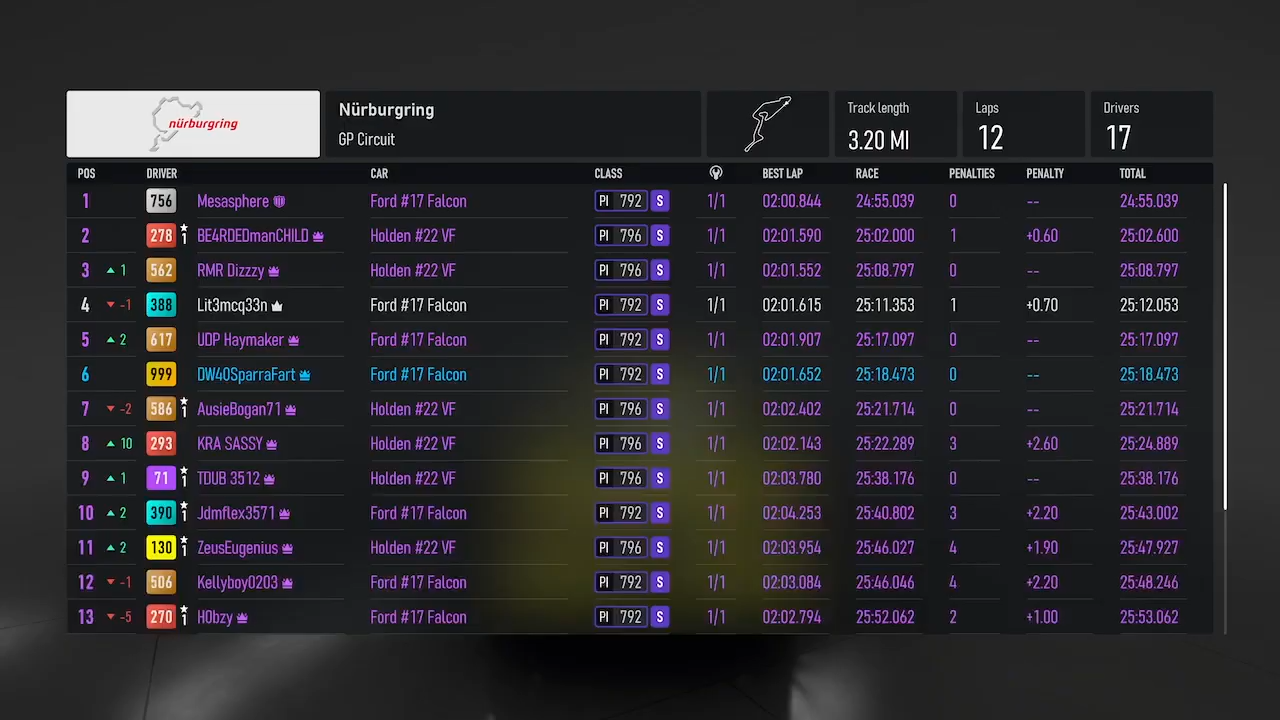 nürburgring
Nürburgring
GP Circuit
Track length
3.20 MI
Laps
12
Drivers
17
POS DRIVER CAR CLASS BEST LAP RACE PENALTIES PENALTY TOTAL
1 756 Mesasphere Ford #17 Falcon PI 792 S 1/1 02:00.844 24:55.039 0 -- 24:55.039
2 278 1 BE4RDEDmanCHILD Holden #22 VF PI 796 S 1/1 02:01.590 25:02.000 1 +0.60 25:02.600
3 1 562 RMR Dizzzy Holden #22 VF PI 796 S 1/1 02:01.552 25:08.797 0 -- 25:08.797
4 -1 388 Lit3mcq33n Ford #17 Falcon PI 792 S 1/1 02:01.615 25:11.353 1 +0.70 25:12.053
5 2 617 UDP Haymaker Ford #17 Falcon PI 792 S 1/1 02:01.907 25:17.097 0 -- 25:17.097
6 999 DW40SparraFart Ford #17 Falcon PI 792 S 1/1 02:01.652 25:18.473 0 -- 25:18.473
7 -2 586 1 AusieBogan71 Holden #22 VF PI 796 S 1/1 02:02.402 25:21.714 0 -- 25:21.714
8 10 293 KRA SASSY Holden #22 VF PI 796 S 1/1 02:02.143 25:22.289 3 +2.60 25:24.889
9 1 71 1 TDUB 3512 Holden #22 VF PI 796 S 1/1 02:03.780 25:38.176 0 -- 25:38.176
10 2 390 1 Jdmflex3571 Ford #17 Falcon PI 792 S 1/1 02:04.253 25:40.802 3 +2.20 25:43.002
11 2 130 1 ZeusEugenius Holden #22 VF PI 796 S 1/1 02:03.954 25:46.027 4 +1.90 25:47.927
12 -1 506 Kellyboy0203 Ford #17 Falcon PI 792 S 1/1 02:03.084 25:46.046 4 +2.20 25:48.246
13 -5 270 1 H0bzy Ford #17 Falcon PI 792 S 1/1 02:02.794 25:52.062 2 +1.00 25:53.062